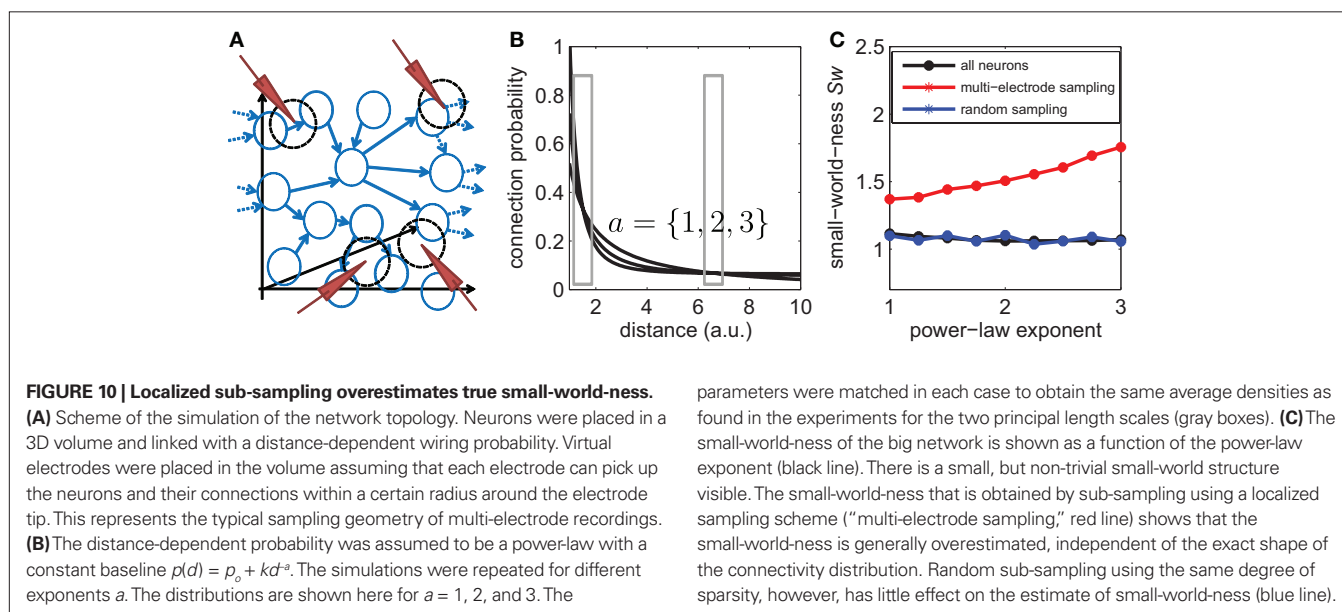 A
B
C
1
0.8
0.6
0.4
0.2
0
connection probability
a = {1, 2, 3}
2 4 6 8 10
distance (a.u.)
2.5
2
1.5
1
small−world−ness Sw
all neurons
multi−electrode sampling
random sampling
1 2 3
power−law exponent
FIGURE 10 | Localized sub-sampling overestimates true small-world-ness.
(A) Scheme of the simulation of the network topology. Neurons were placed in a
3D volume and linked with a distance-dependent wiring probability. Virtual
electrodes were placed in the volume assuming that each electrode can pick up
the neurons and their connections within a certain radius around the electrode
tip. This represents the typical sampling geometry of multi-electrode recordings.
(B) The distance-dependent probability was assumed to be a power-law with a
constant baseline p(d) = pₒ + kd⁻ᵃ. The simulations were repeated for different
exponents a. The distributions are shown here for a = 1, 2, and 3. The
parameters were matched in each case to obtain the same average densities as
found in the experiments for the two principal length scales (gray boxes). (C) The
small-world-ness of the big network is shown as a function of the power-law
exponent (black line). There is a small, but non-trivial small-world structure
visible. The small-world-ness that is obtained by sub-sampling using a localized
sampling scheme (“multi-electrode sampling,” red line) shows that the
small-world-ness is generally overestimated, independent of the exact shape of
the connectivity distribution. Random sub-sampling using the same degree of
sparsity, however, has little effect on the estimate of small-world-ness (blue line).